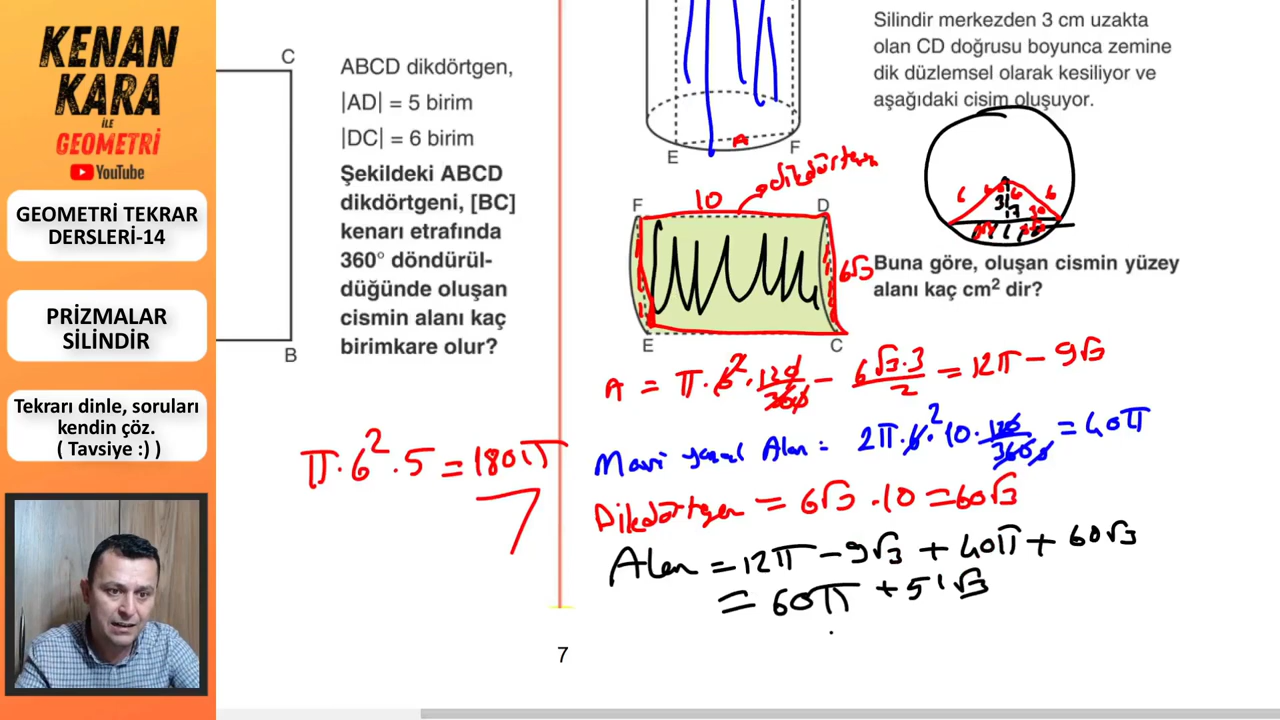 KENAN
KARA
İLE
GEOMETRİ
YouTube
GEOMETRİ TEKRAR
DERSLERİ-14
PRİZMALAR
SİLİNDİR
Tekrarı dinle, soruları
kendin çöz.
( Tavsiye :) )
C
B
ABCD dikdörtgen,
|AD| = 5 birim
|DC| = 6 birim
Şekildeki ABCD
dikdörtgeni, [BC]
kenarı etrafında
360° döndürül-
düğünde oluşan
cismin alanı kaç
birimkare olur?
π·6²·5=180π
7
A
E
F
Silindir merkezden 3 cm uzakta
olan CD doğrusu boyunca zemine
dik düzlemsel olarak kesiliyor ve
aşağıdaki cisim oluşuyor.
dikdörtgen
10
F
D
6√3
E
C
6
6
6
3
Buna göre, oluşan cismin yüzey
alanı kaç cm² dir?
A = π·6²·120/360 - 6√3·3/2 = 12π - 9√3
Mavi yanal Alan = 2π·6·10·120/360 = 40π
Dikdörtgen = 6√3·10=60√3
Alan = 12π - 9√3 + 40π + 60√3
= 60π + 51√3